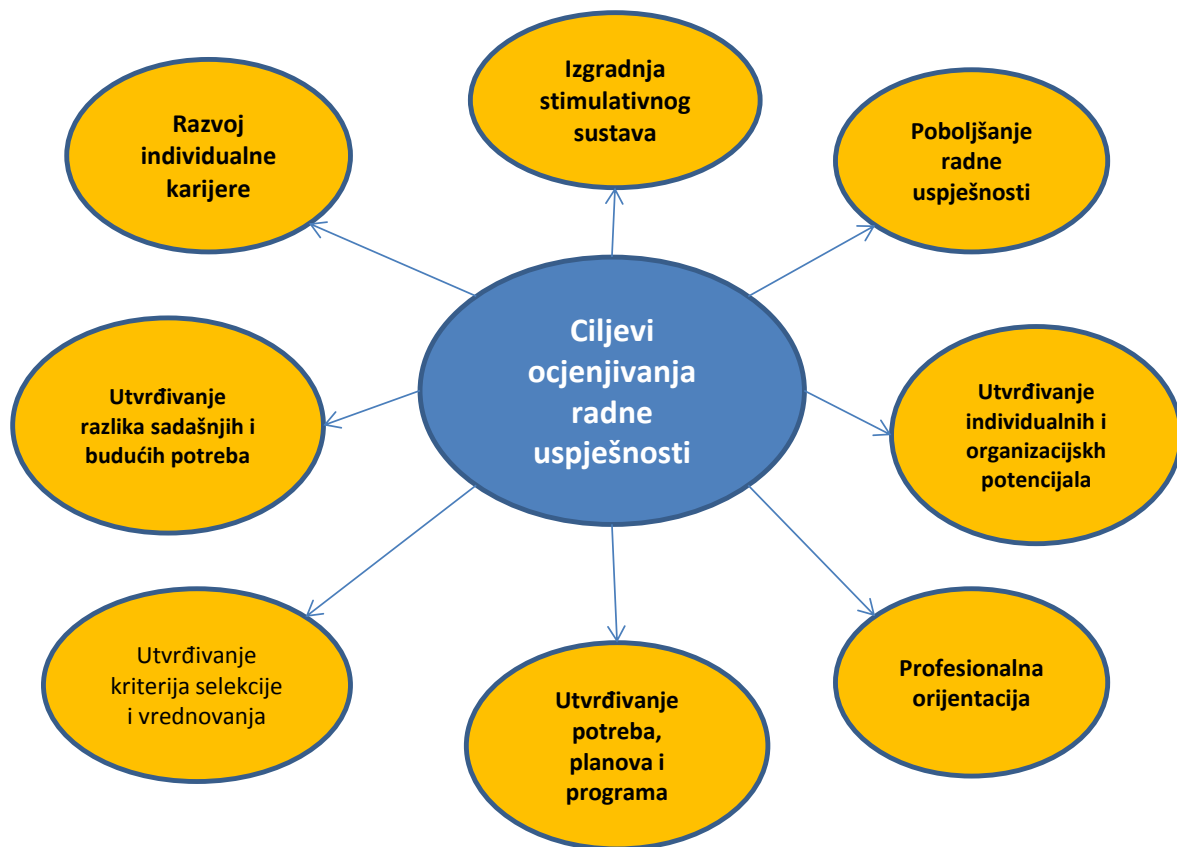 Izgradnja
stimulativnog
sustava
Razvoj
individualne
karijere
Poboljšanje
radne
uspješnosti
Ciljevi
ocjenjivanja
radne
uspješnosti
Utvrđivanje
razlika sadašnjih i
budućih potreba
Utvrđivanje
individualnih i
organizacijskh
potencijala
Utvrđivanje
kriterija selekcije
i vrednovanja
Utvrđivanje
potreba,
planova i
programa
Profesionalna
orijentacija